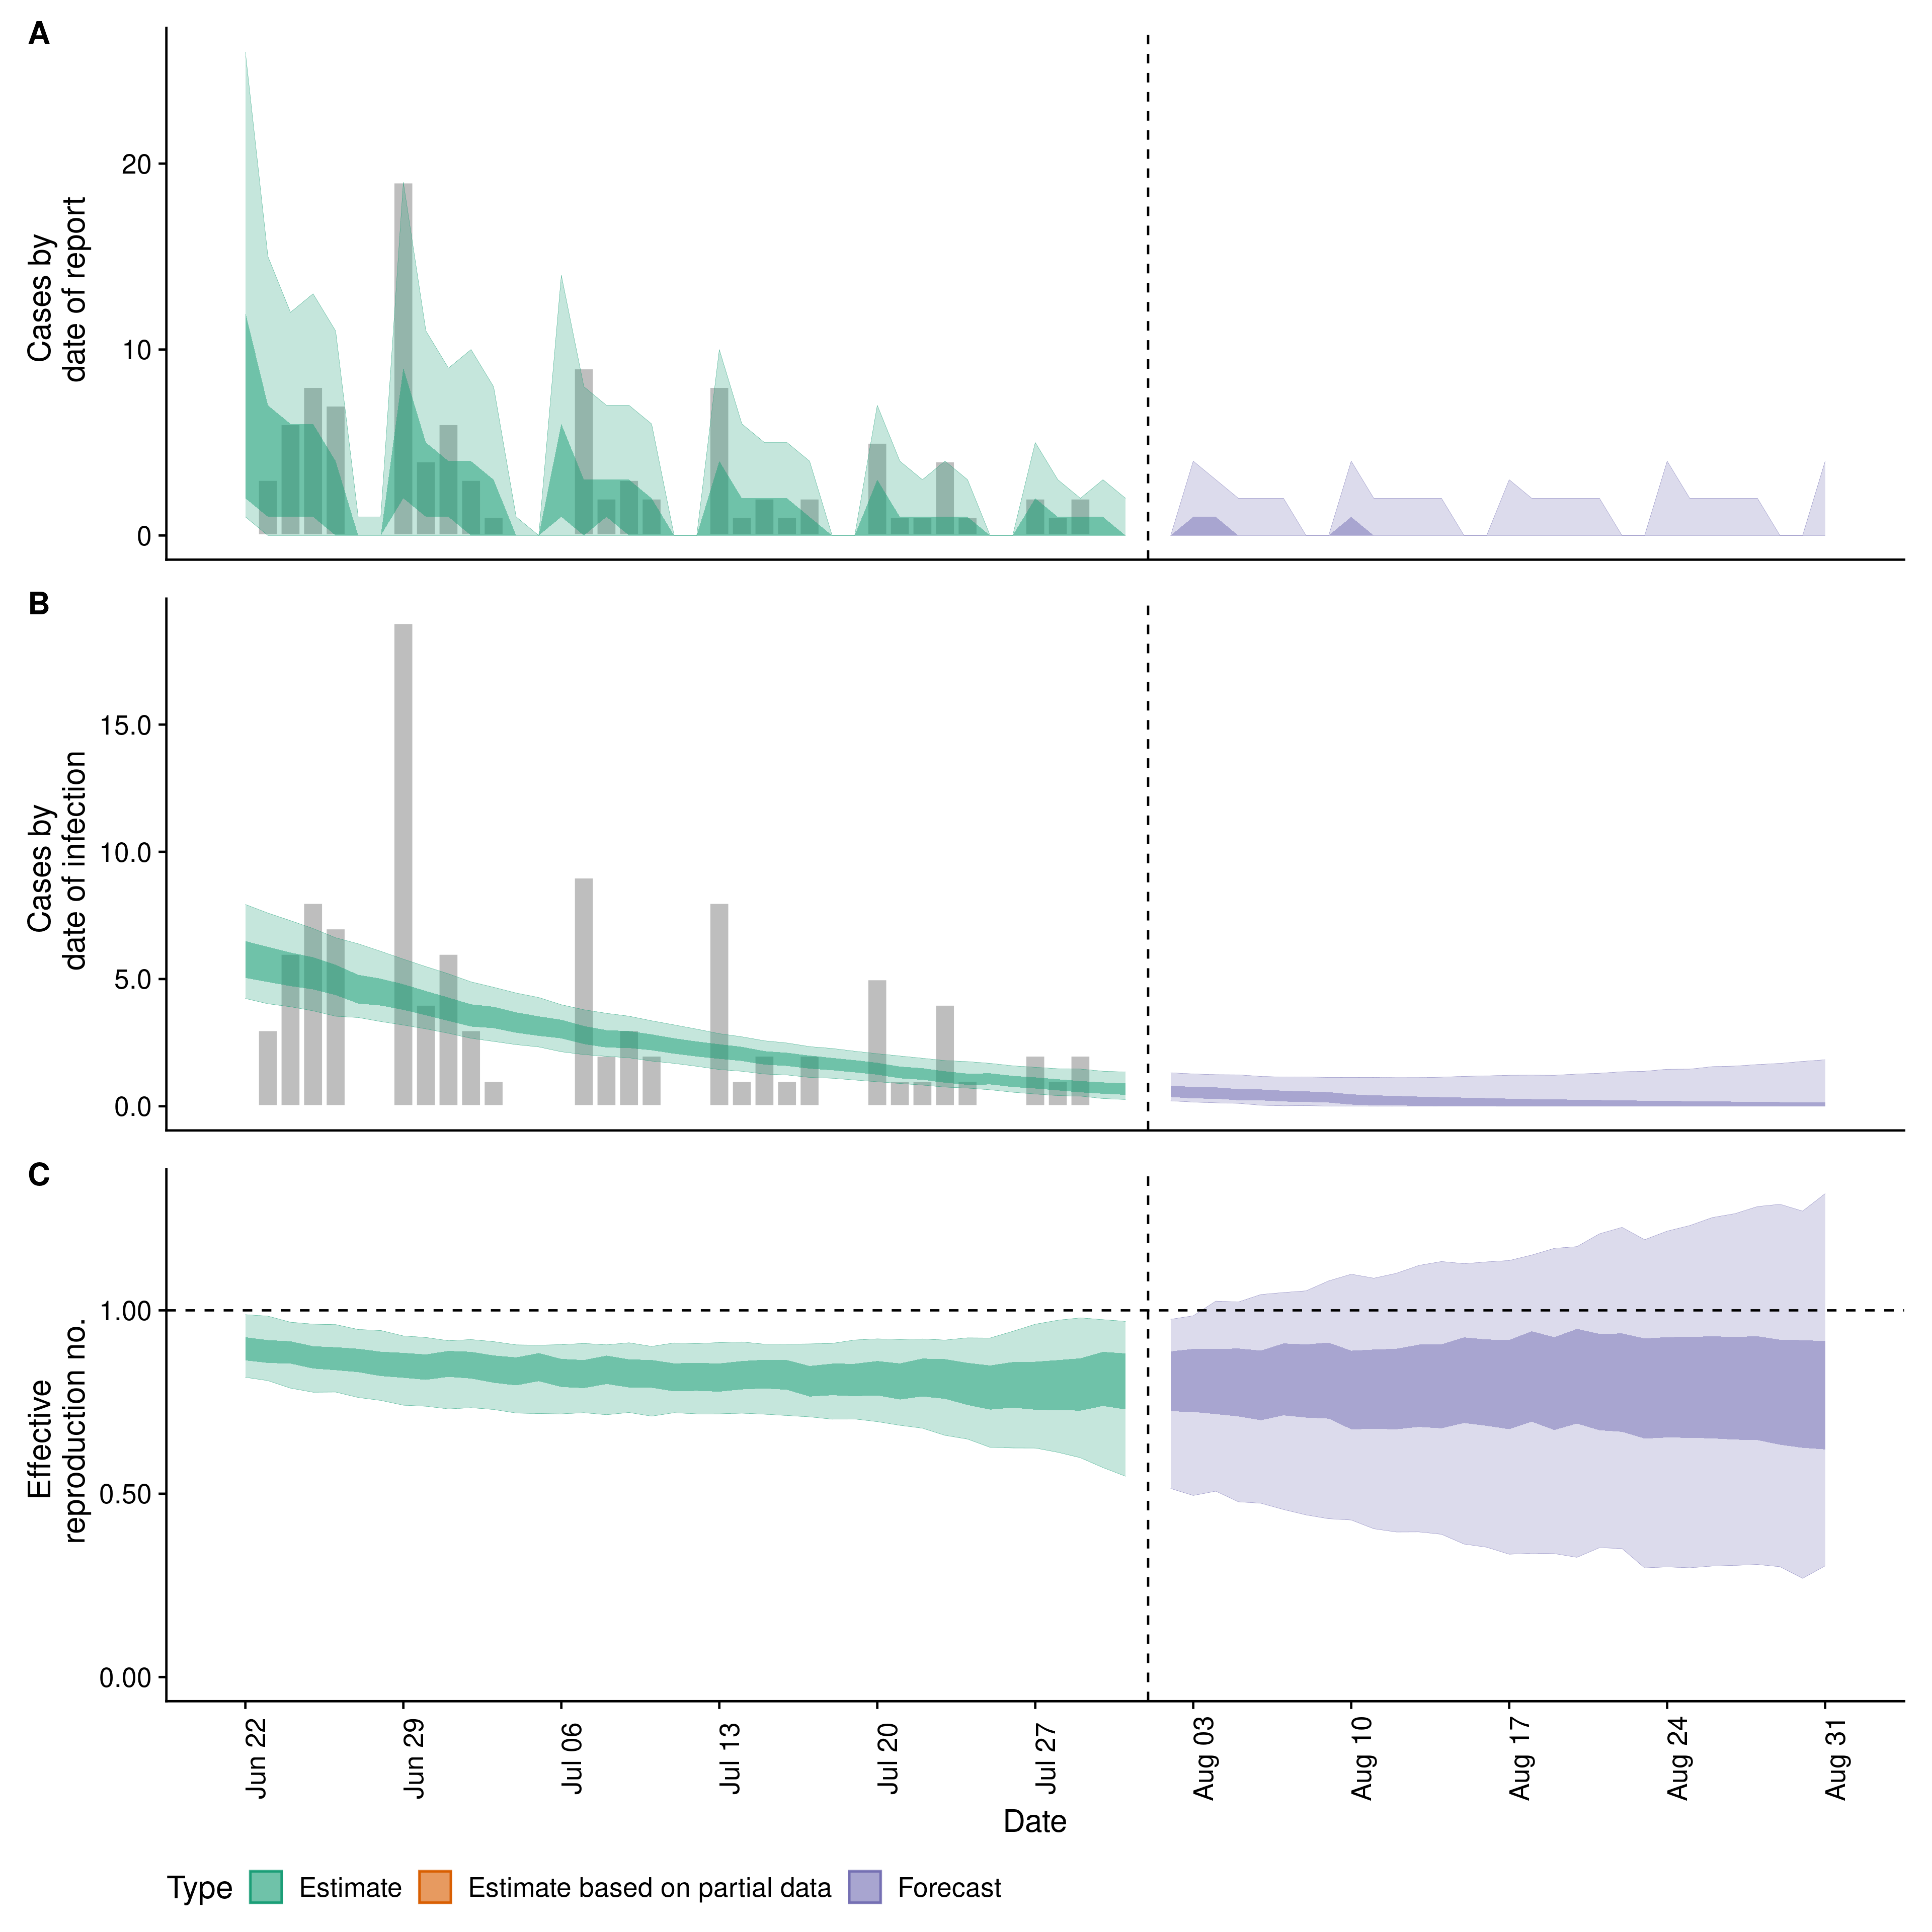 A
Cases by
date of report
20
10
0
B
Cases by
date of infection
15.0
10.0
5.0
0.0
C
Effective
reproduction no.
1.00
0.50
0.00
Jun 22
Jun 29
Jul 06
Jul 13
Jul 20
Jul 27
Aug 03
Aug 10
Aug 17
Aug 24
Aug 31
Date
Type Estimate Estimate based on partial data Forecast